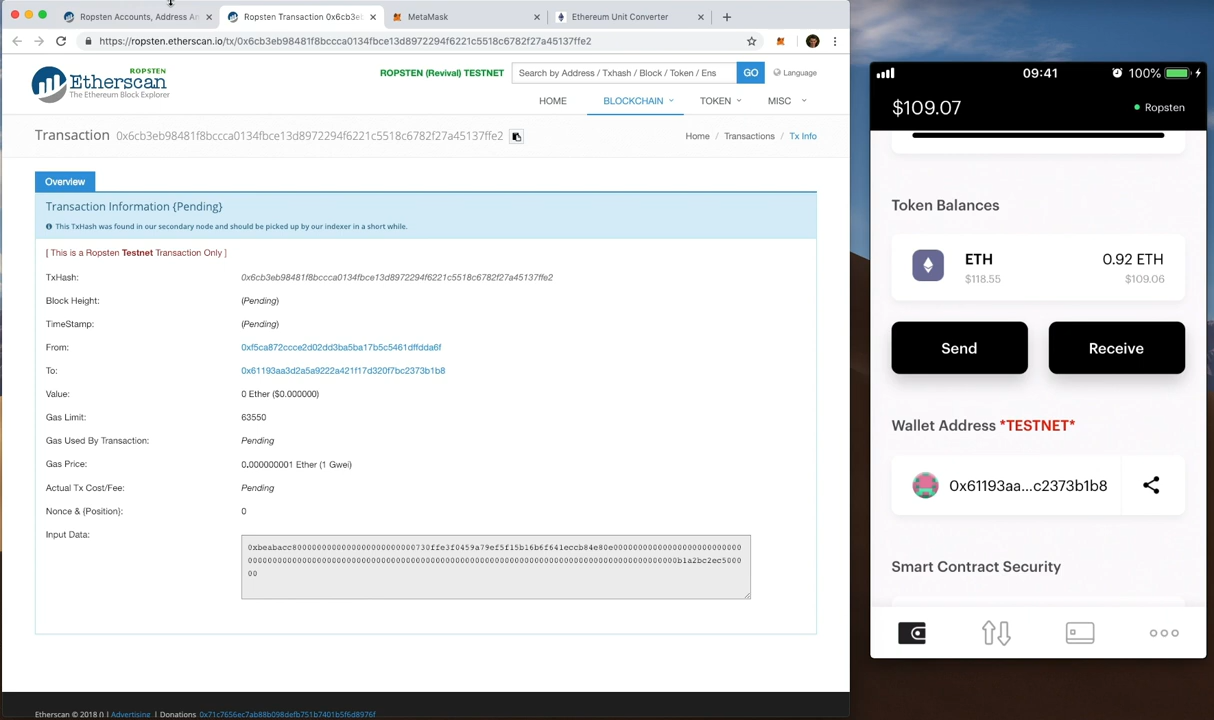 Ropsten Accounts, Address A
Ropsten Transaction 0x6cb3e
MetaMask
Ethereum Unit Converter
https://ropsten.etherscan.io/tx/0x6cb3eb98481f8bccca0134fbce13d8972294f6221c5518c6782f27a45137ffe2
ROPSTEN
Etherscan
The Ethereum Block Explorer
ROPSTEN (Revival) TESTNET
Search by Address / Txhash / Block / Token / Ens
GO
Language
HOME BLOCKCHAIN TOKEN MISC
Transaction 0x6cb3eb98481f8bccca0134fbce13d8972294f6221c5518c6782f27a45137ffe2
Home / Transactions / Tx Info
Overview
Transaction Information {Pending}
This TxHash was found in our secondary node and should be picked up by our indexer in a short while.
[ This is a Ropsten Testnet Transaction Only ]
TxHash: 0x6cb3eb98481f8bccca0134fbce13d8972294f6221c5518c6782f27a45137ffe2
Block Height: (Pending)
TimeStamp: (Pending)
From: 0xf5ca872ccce2d02dd3ba5ba17b5c5461dffdda6f
To: 0x61193aa3d2a5a9222a421f17d320f7bc2373b1b8
Value: 0 Ether ($0.000000)
Gas Limit: 63550
Gas Used By Transaction: Pending
Gas Price: 0.000000001 Ether (1 Gwei)
Actual Tx Cost/Fee: Pending
Nonce & {Position}: 0
Input Data:
00
Etherscan © 2018 () | Advertising | Donations 0x71c7656ec7ab88b098defb751b7401b5f6d8976f
09:41
100%
$109.07
Ropsten
Token Balances
ETH 0.92 ETH
$118.55 $109.06
Send
Receive
Wallet Address *TESTNET*
0x61193aa...c2373b1b8
Smart Contract Security